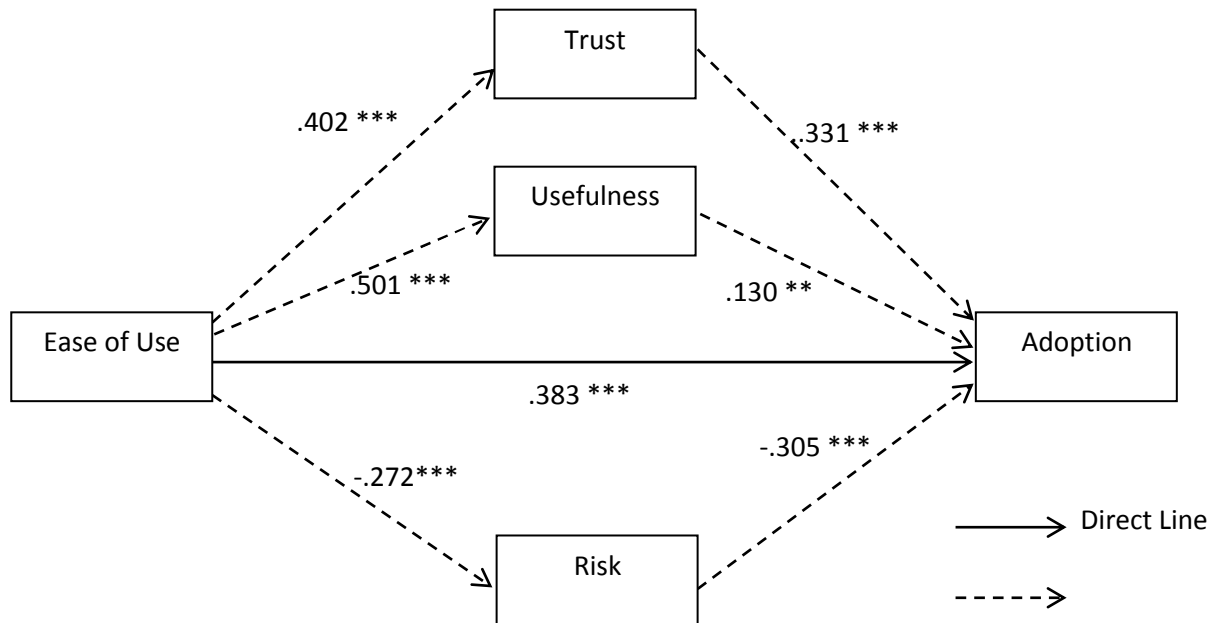 Trust
.402 ***
..331 ***
Usefulness
.501 ***
.130 **
Ease of Use
Adoption
.383 ***
-.272***
-.305 ***
Direct Line
Risk